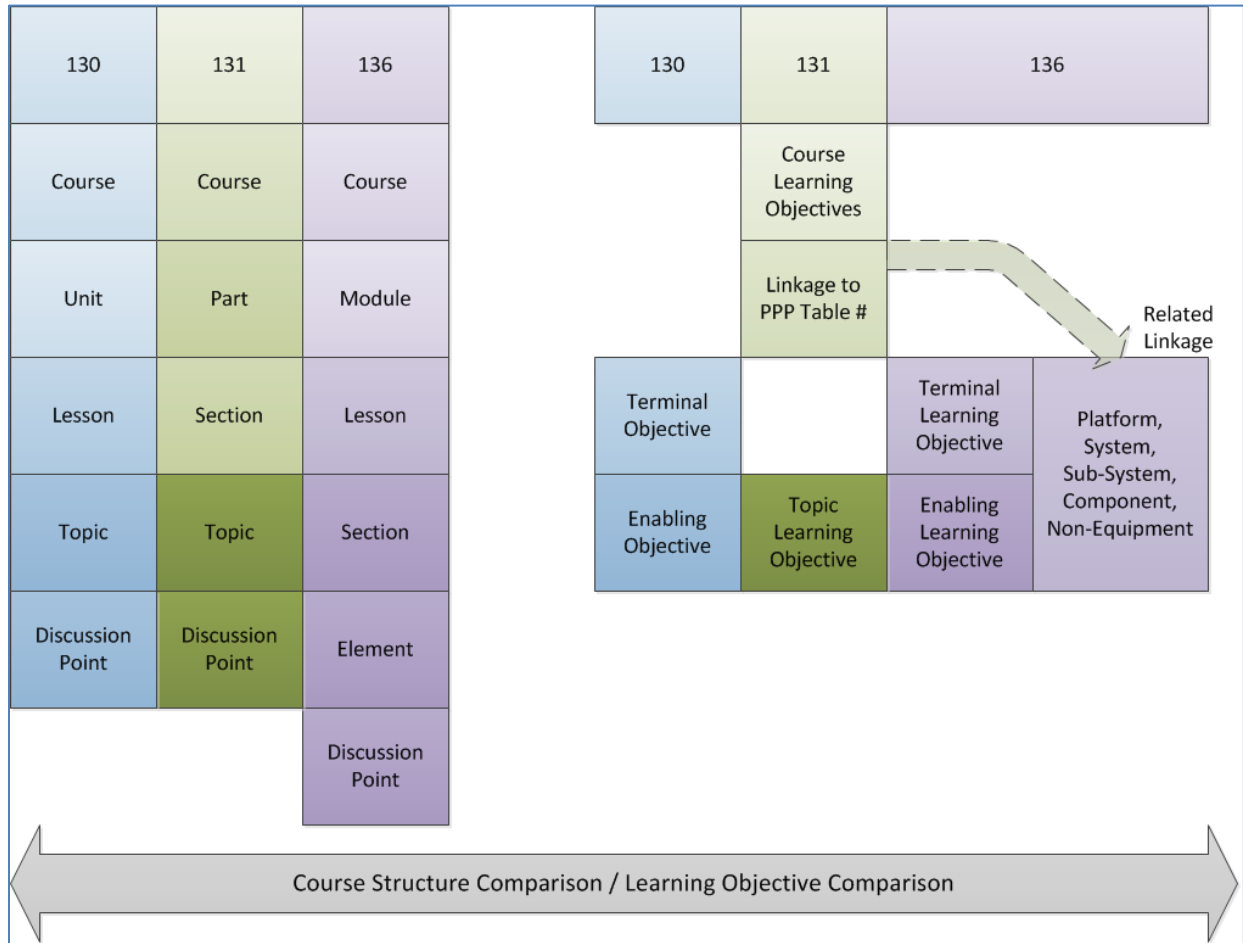 130 131 136
Course Course Course
Unit Part Module
Lesson Section Lesson
Topic Topic Section
Discussion
Point
Discussion
Point
Element
Discussion
Point
130 131 136
Course
Learning
Objectives
Linkage to
PPP Table #
Related
Linkage
Terminal
Objective
Terminal
Learning
Objective
Platform,
System,
Sub-System,
Component,
Non-Equipment
Enabling
Objective
Topic
Learning
Objective
Enabling
Learning
Objective
Course Structure Comparison / Learning Objective Comparison